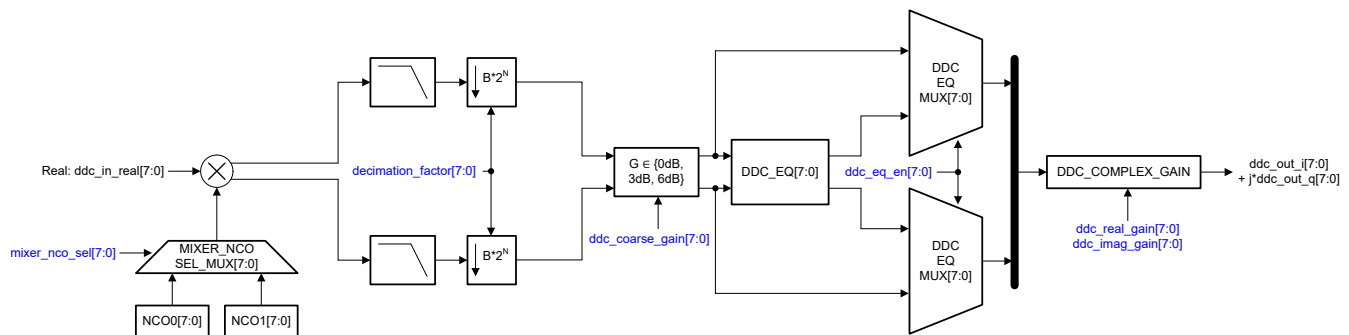 DDC
EQ
MUX[7:0]
B*2ᴺ
Real: ddc_in_real[7:0]
decimation_factor[7:0]
G ∈ {0dB,
3dB, 6dB}
DDC_EQ[7:0]
ddc_eq_en[7:0]
DDC_COMPLEX_GAIN
ddc_out_i[7:0]
+ j*ddc_out_q[7:0]
mixer_nco_sel[7:0]
MIXER_NCO
SEL_MUX[7:0]
B*2ᴺ
ddc_coarse_gain[7:0]
DDC
EQ
MUX[7:0]
ddc_real_gain[7:0]
ddc_imag_gain[7:0]
NCO0[7:0]
NCO1[7:0]